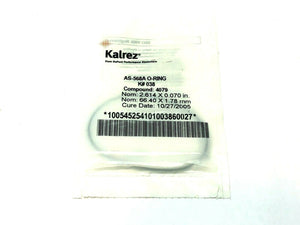 Kalrez®
AS-568A O-RING
K# 038
Compound: 4079
Nom: 2.614 X 0.070 in.
Nom: 66.40 X 1.78 mm
Cure Date: 10/27/2005
*100545254101003860027*